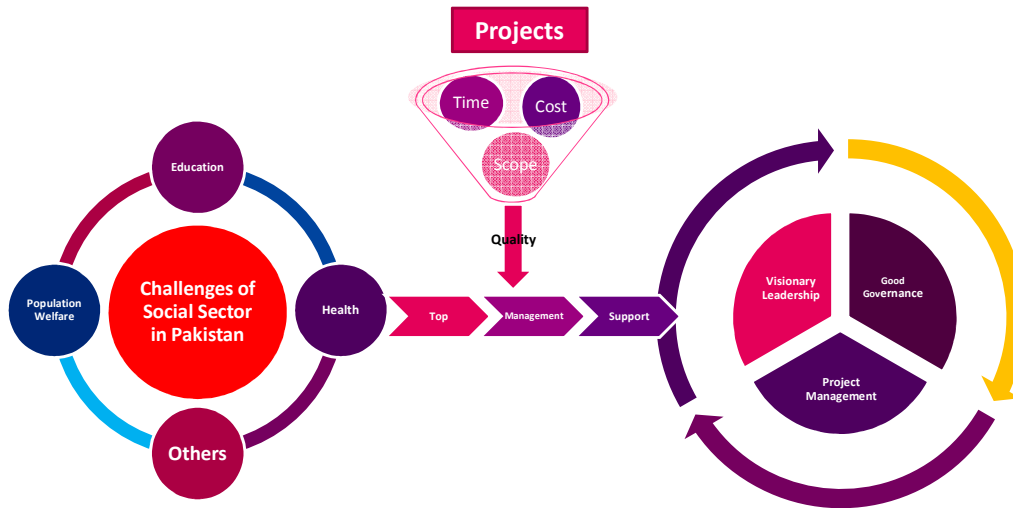 Projects
Time
Cost
Scope
Quality
Education
Population
Welfare
Challenges of
Social Sector
in Pakistan
Health
Others
Top
Management
Support
Visionary
Leadership
Good
Governance
Project
Management